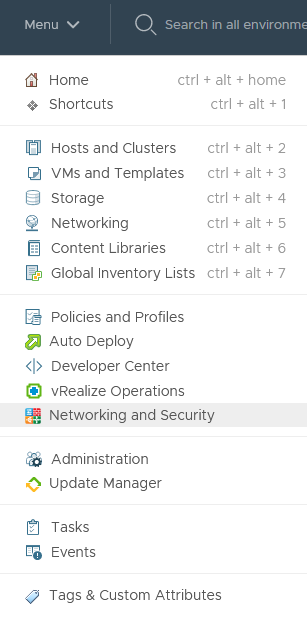 Menu Search in all environme
Home ctrl + alt + home
Shortcuts ctrl + alt + 1
Hosts and Clusters ctrl + alt + 2
VMs and Templates ctrl + alt + 3
Storage ctrl + alt + 4
Networking ctrl + alt + 5
Content Libraries ctrl + alt + 6
Global Inventory Lists ctrl + alt + 7
Policies and Profiles
Auto Deploy
Developer Center
vRealize Operations
Networking and Security
Administration
Update Manager
Tasks
Events
Tags & Custom Attributes